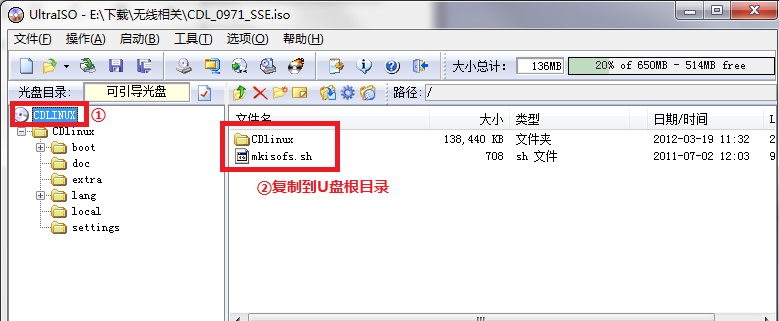 UltraISO - E:\下载\无线相关\CDL_0971_SSE.iso
文件(F) 操作(A) 启动(B) 工具(T) 选项(O) 帮助(H)
大小总计: 136MB 20% of 650MB - 514MB free
光盘目录: 可引导光盘 路径: /
CDLINUX ①
CDlinux
boot
doc
extra
lang
local
settings
文件名 大小 类型 日期/时间 L
CDlinux 138,440 KB 文件夹 2012-03-19 11:32 2
mkisofs.sh 708 sh 文件 2011-07-02 12:03 9
②复制到U盘根目录